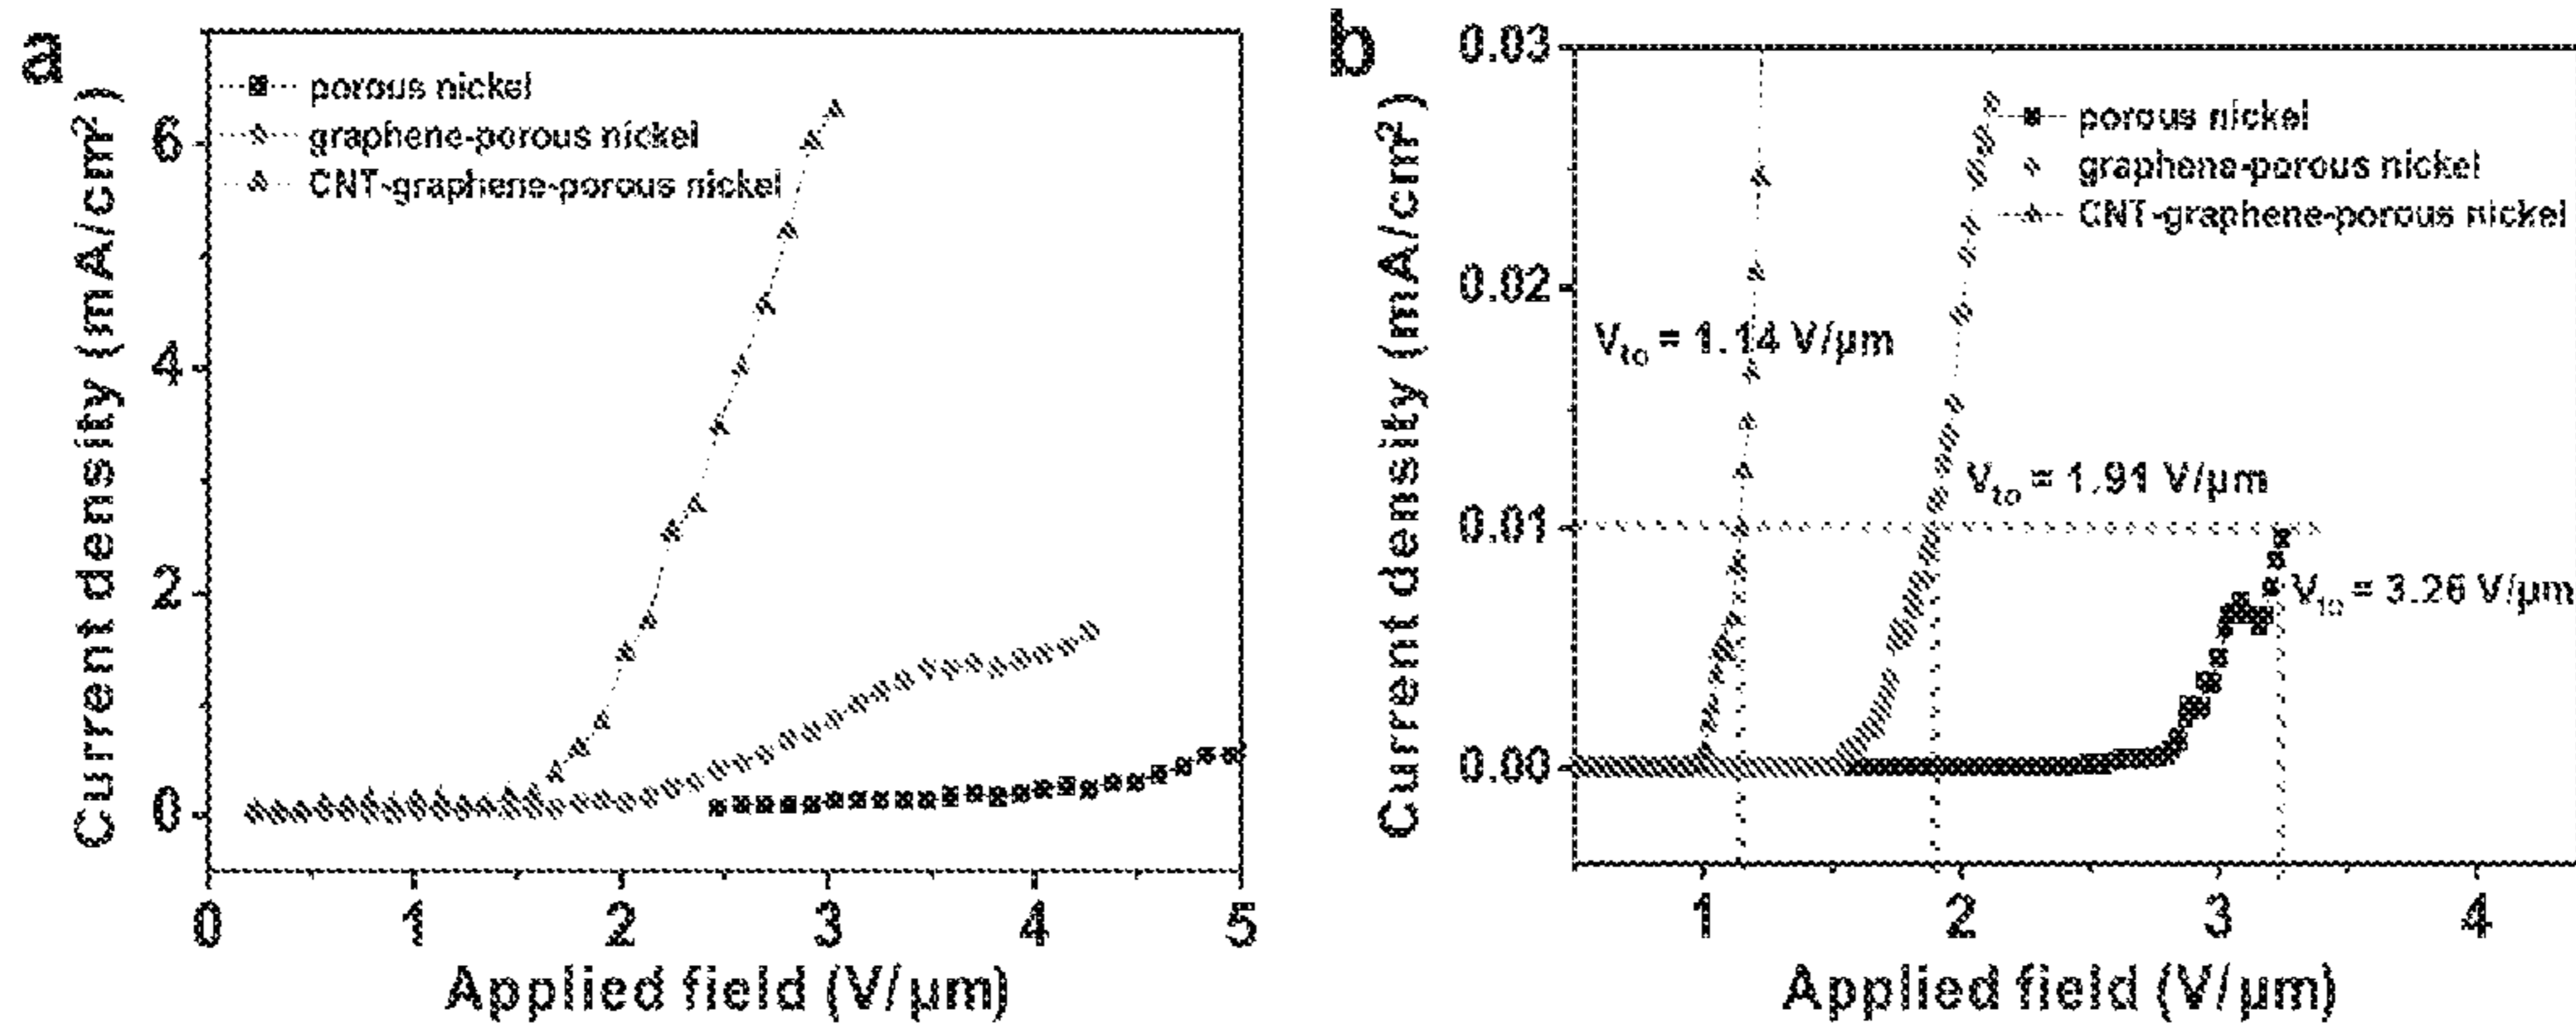 a
Current density (mA/cm²)
6
4
2
0
porous nickel
graphene-porous nickel
CNT-graphene-porous nickel
0 1 2 3 4 5
Applied field (V/μm)
b
Current density (mA/cm²)
0.03
0.02
0.01
0.00
porous nickel
graphene-porous nickel
CNT-graphene-porous nickel
Vto = 1.14 V/μm
Vto = 1.91 V/μm
Vto = 3.26 V/μm
1 2 3 4
Applied field (V/μm)